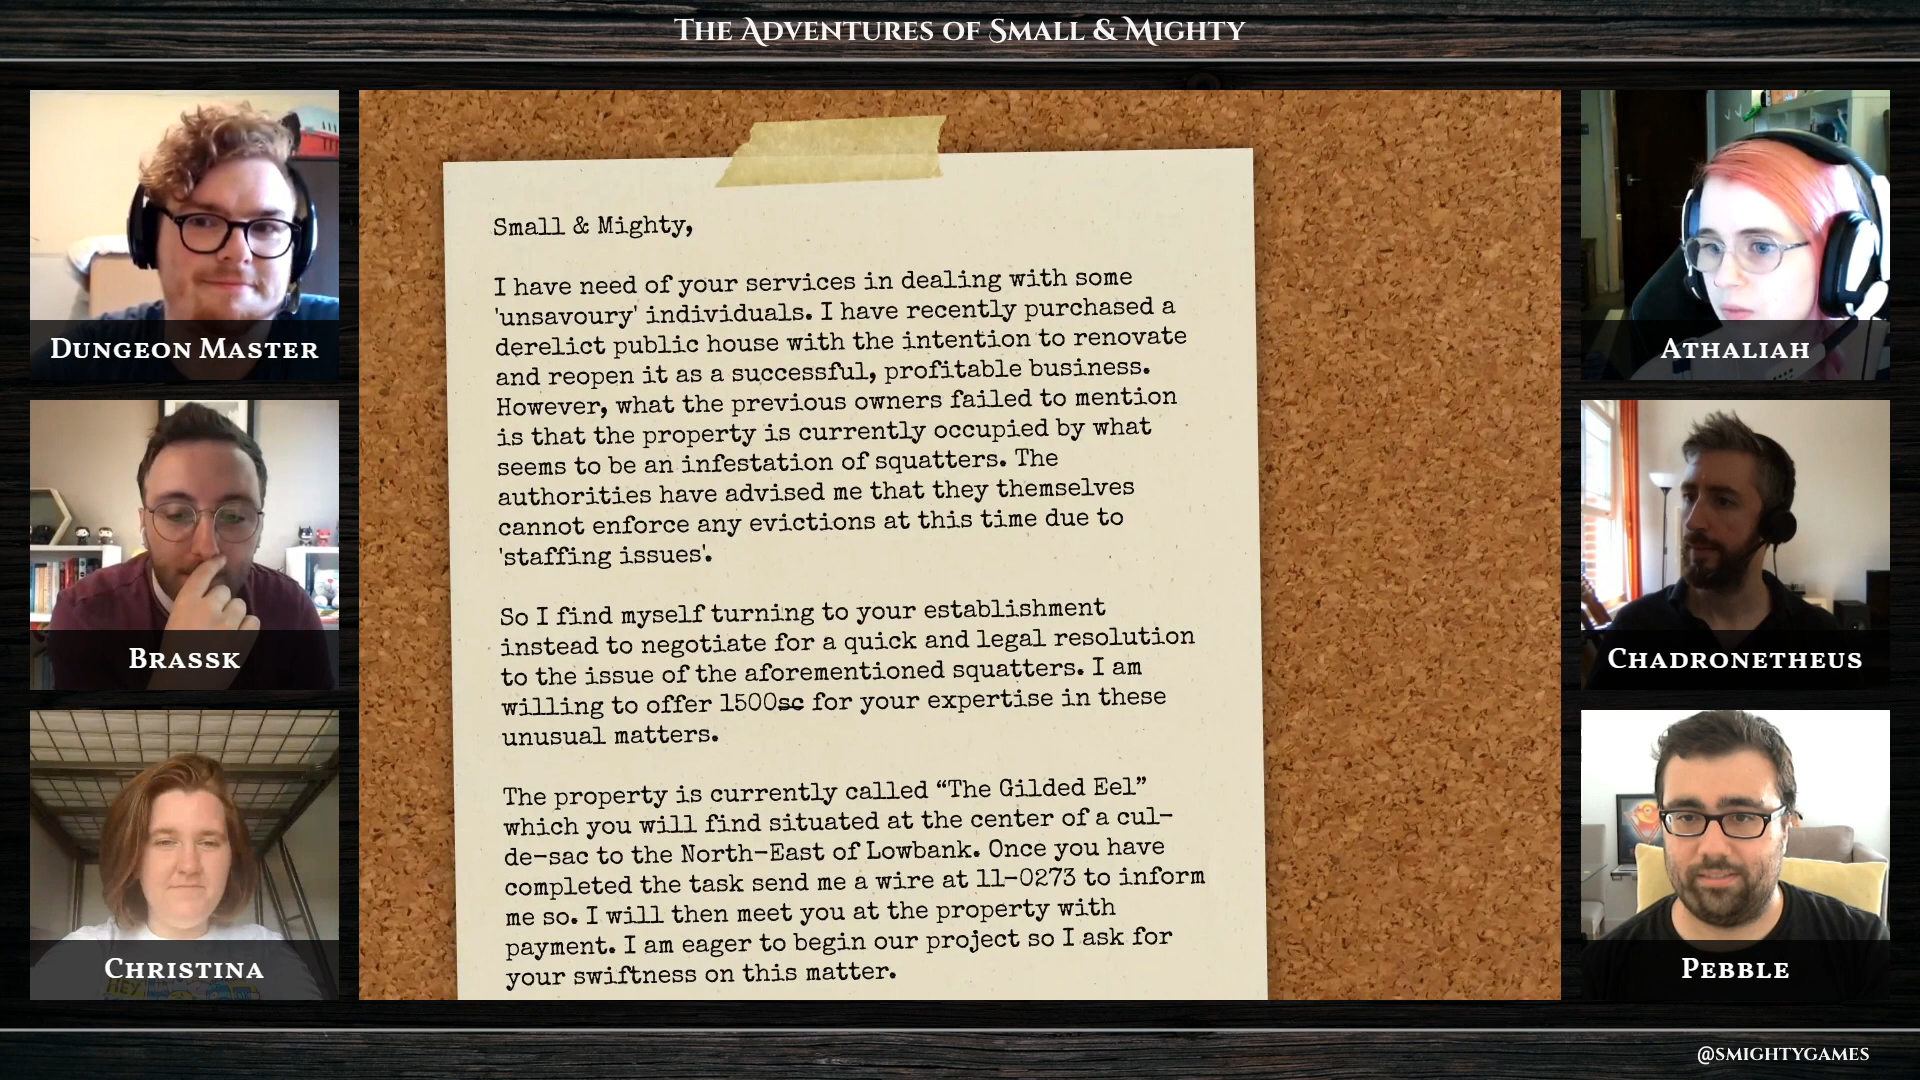 The Adventures of Small & Mighty
Dungeon Master
Brassk
Christina
Small & Mighty,
I have need of your services in dealing with some
'unsavoury' individuals. I have recently purchased a
derelict public house with the intention to renovate
and reopen it as a successful, profitable business.
However, what the previous owners failed to mention
is that the property is currently occupied by what
seems to be an infestation of squatters. The
authorities have advised me that they themselves
cannot enforce any evictions at this time due to
'staffing issues'.
So I find myself turning to your establishment
instead to negotiate for a quick and legal resolution
to the issue of the aforementioned squatters. I am
willing to offer 1500sc for your expertise in these
unusual matters.
The property is currently called “The Gilded Eel”
which you will find situated at the center of a cul-
de-sac to the North-East of Lowbank. Once you have
completed the task send me a wire at 11-0273 to inform
me so. I will then meet you at the property with
payment. I am eager to begin our project so I ask for
your swiftness on this matter.
Athaliah
Chadronetheus
Pebble
@smightygames
HEY